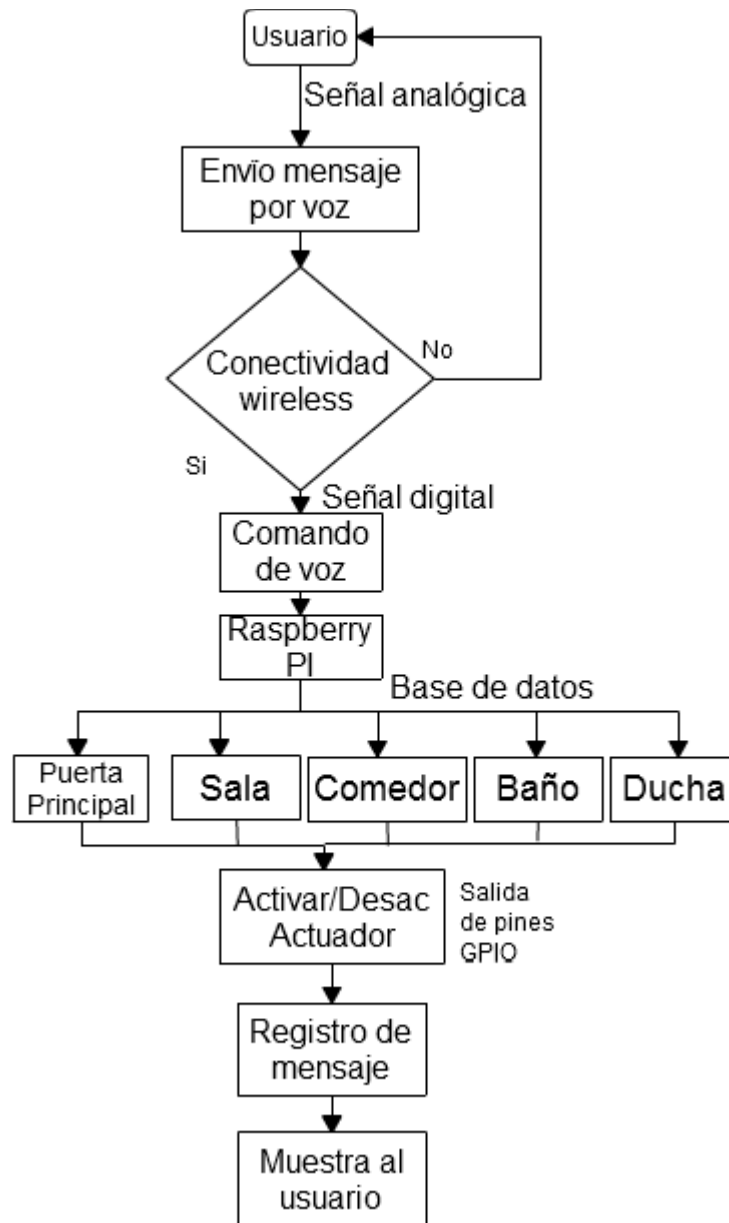 Usuario
Señal analógica
Envïo mensaje
por voz
Conectividad
wireless
No
Si
Señal digital
Comando
de voz
Raspberry
PI
Base de datos
Puerta
Principal
Sala
Comedor
Baño
Ducha
Activar/Desac
Actuador
Salida
de pines
GPIO
Registro de
mensaje
Muestra al
usuario